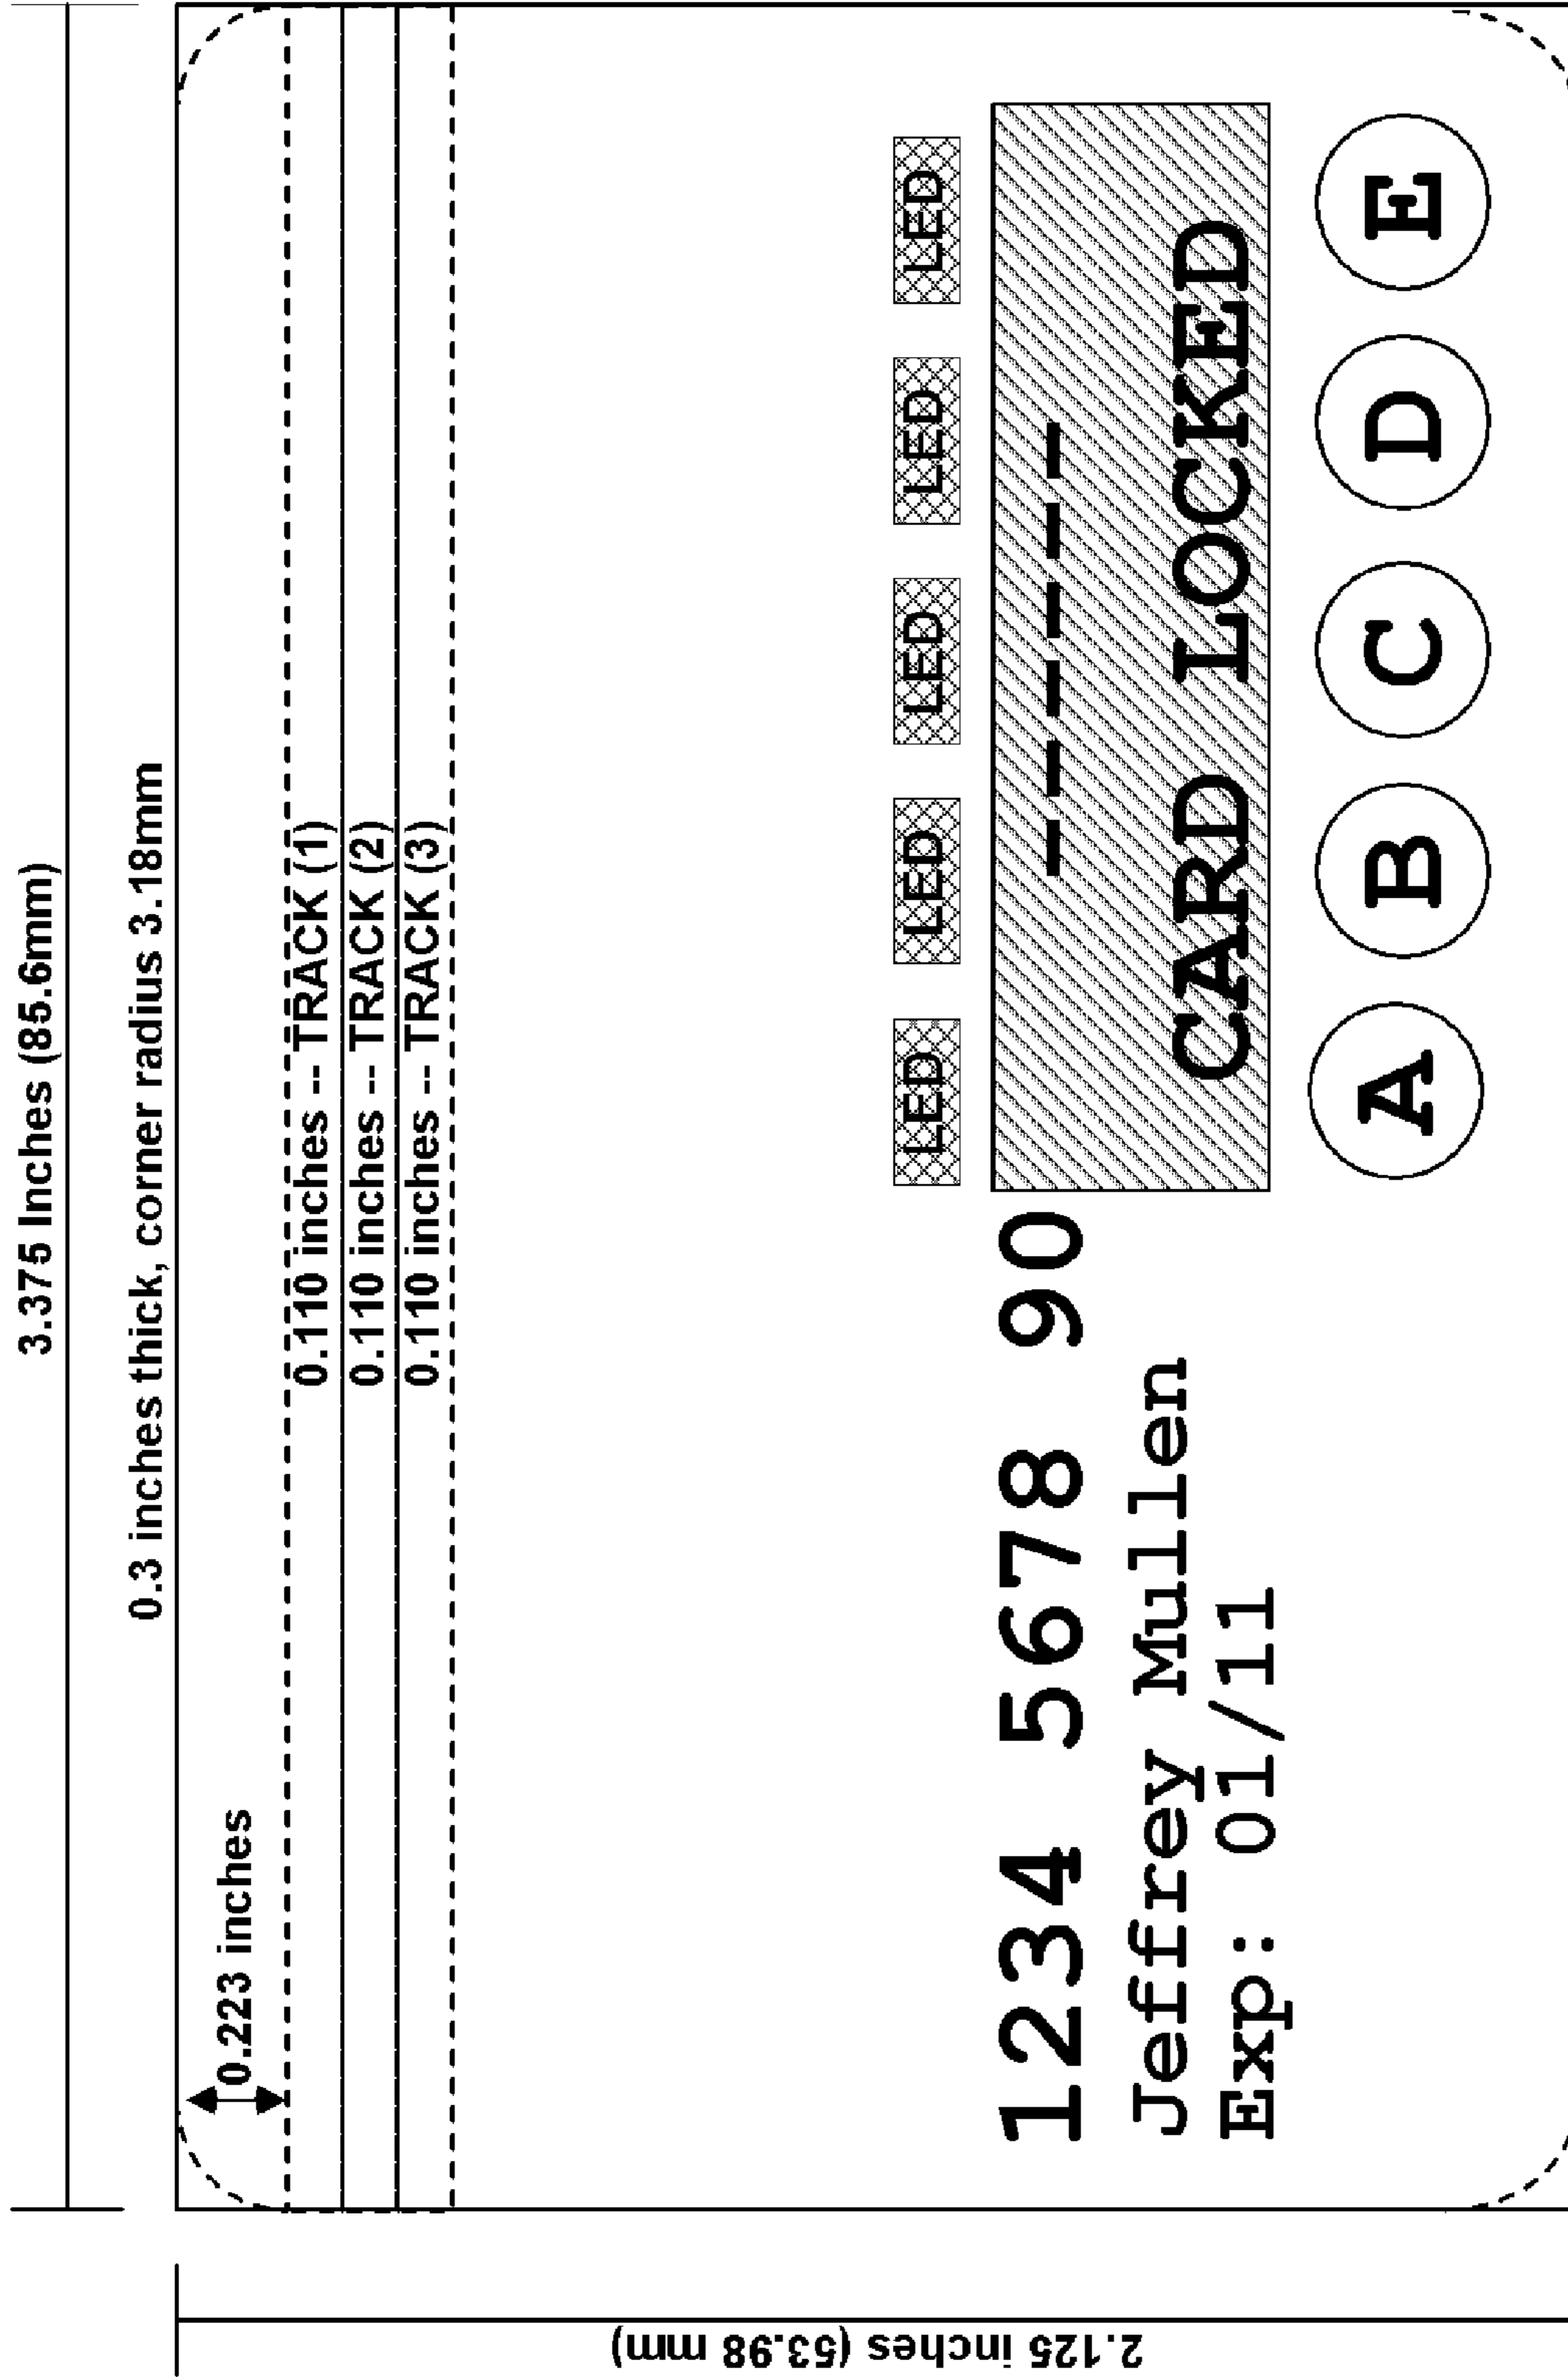 3.375 Inches (85.6mm)
0.3 inches thick, corner radius 3.18mm
0.223 inches
0.110 inches -- TRACK (1)
0.110 inches -- TRACK (2)
0.110 inches -- TRACK (3)
LED LED LED LED LED
1234 5678 90
Jeffrey Mullen
Exp: 01/11
– – – – – –
CARD LOCKED
A B C D E
2.125 inches (53.98 mm)